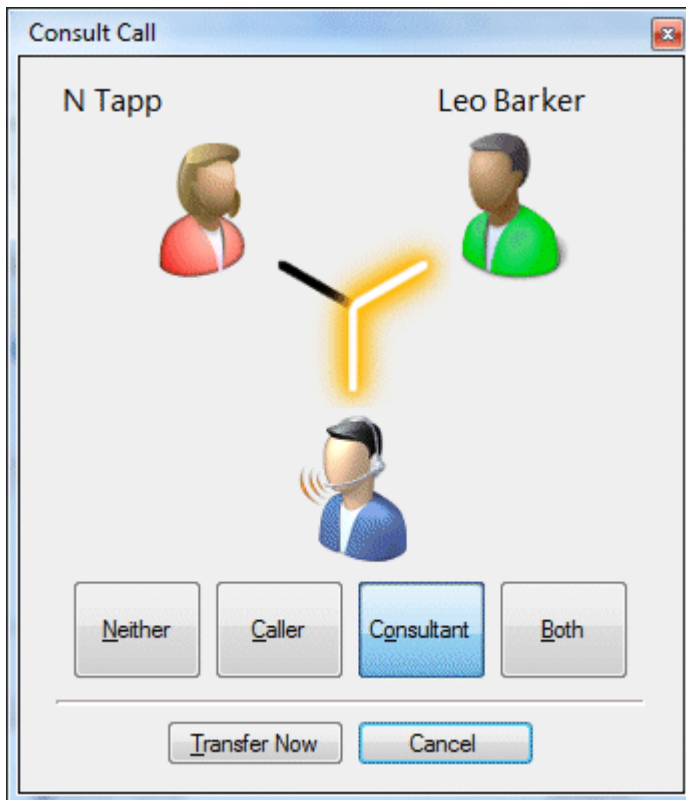 Consult Call
N Tapp Leo Barker
Neither Caller Consultant Both
Transfer Now Cancel